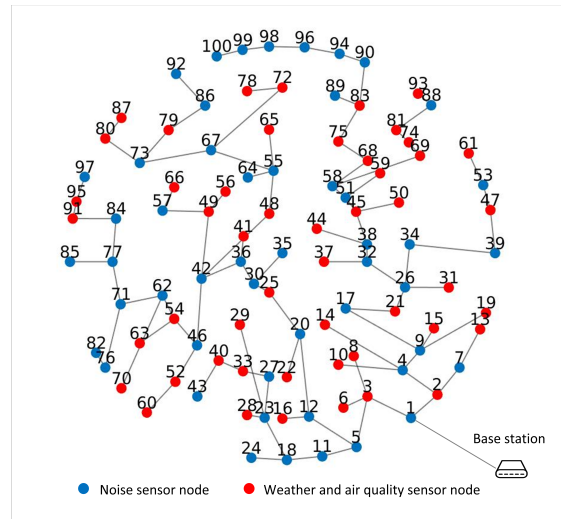 100 99 98 96 94 90
92
78 72 89 93 88
86
87 79 65 83 81
80 75 74
73 67 68 69 61
97 64 55 58 59 53
95 66 56 51
91 84 57 49 48 45 50 47
41 44
85 77 36 35 37 38 34 39
42 30 32
62 25 26 31
71 17 21
54 29 20 14 19
82 63 46 15 13
76 40 8 9
70 52 33 27 22 10 4 7
60 43 3 2
28 23 16 12 6 1
24 18 11 5
Base station
Noise sensor node Weather and air quality sensor node